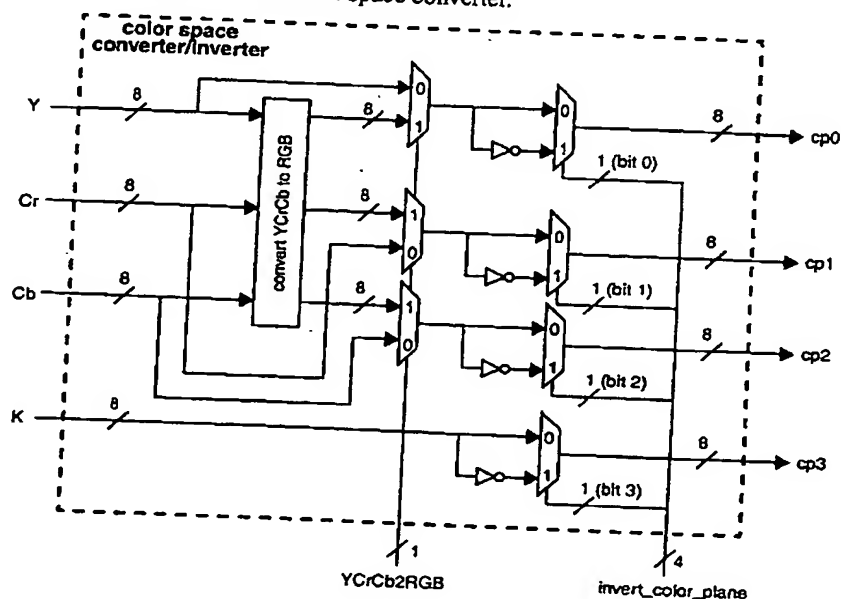 space converter.
color space
converter/inverter
Y
8
0
1
8
0
1
8
cp0
1 (bit 0)
Cr
8
convert YCrCb to RGB
8
1
0
0
1
8
cp1
1 (bit 1)
Cb
8
8
1
0
0
1
8
cp2
1 (bit 2)
K
8
0
1
8
cp3
1 (bit 3)
1
4
YCrCb2RGB
invert_color_plane